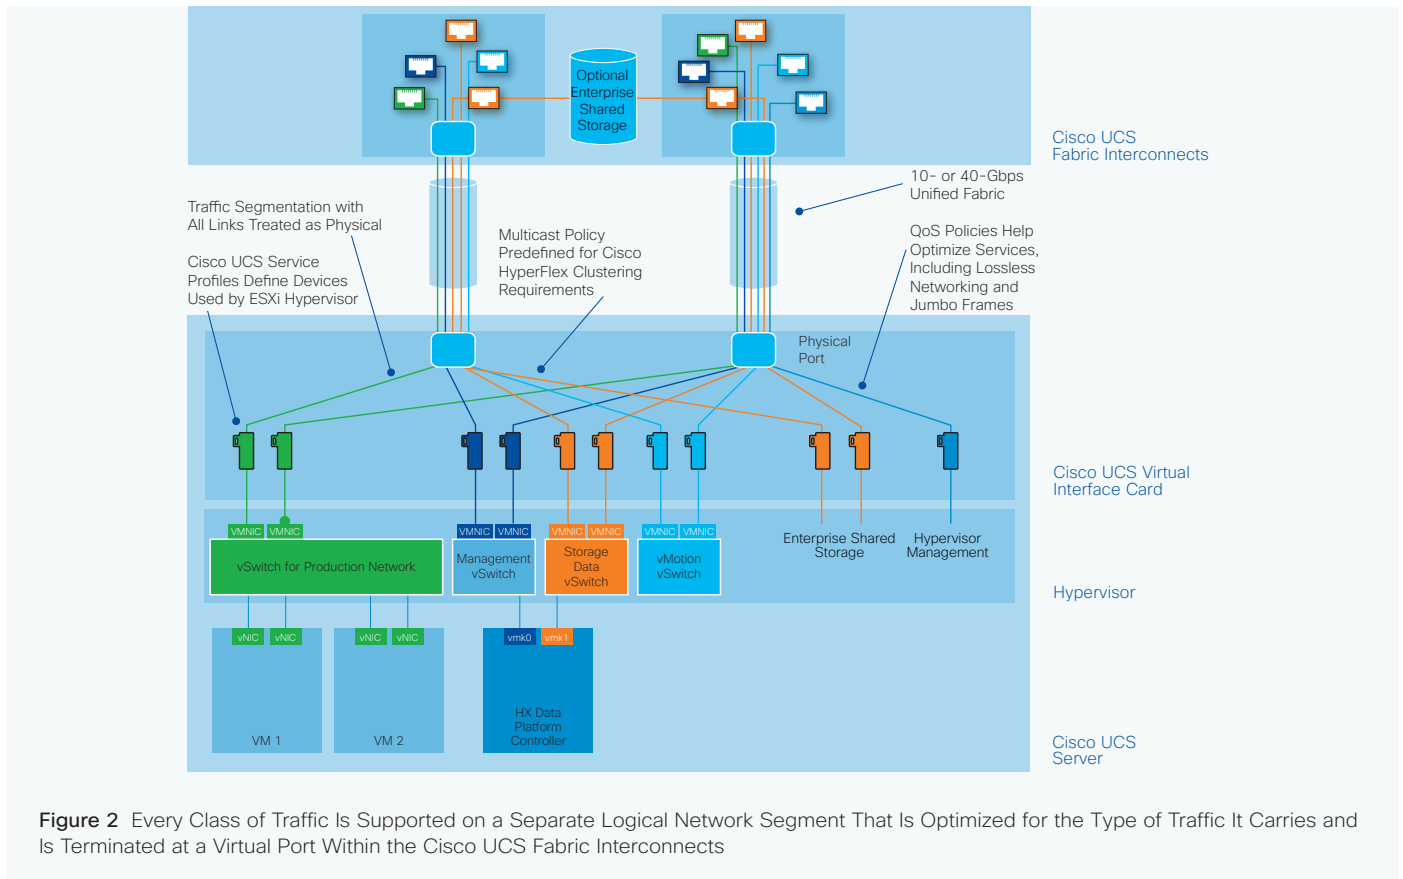 Optional
Enterprise
Shared
Storage
Cisco UCS
Fabric Interconnects
10- or 40-Gbps
Unified Fabric
Traffic Segmentation with
All Links Treated as Physical
Multicast Policy
Predefined for Cisco
HyperFlex Clustering
Requirements
QoS Policies Help
Optimize Services,
Including Lossless
Networking and
Jumbo Frames
Cisco UCS Service
Profiles Define Devices
Used by ESXi Hypervisor
Physical
Port
Cisco UCS Virtual
Interface Card
VMNIC VMNIC VMNIC VMNIC VMNIC VMNIC VMNIC VMNIC
vSwitch for Production Network
Management
vSwitch
Storage
Data
vSwitch
vMotion
vSwitch
Enterprise Shared
Storage
Hypervisor
Management
Hypervisor
vNIC vNIC vNIC vNIC vmk0 vmk1
VM 1
VM 2
HX Data
Platform
Controller
Cisco UCS
Server
Figure 2 Every Class of Traffic Is Supported on a Separate Logical Network Segment That Is Optimized for the Type of Traffic It Carries and
Is Terminated at a Virtual Port Within the Cisco UCS Fabric Interconnects